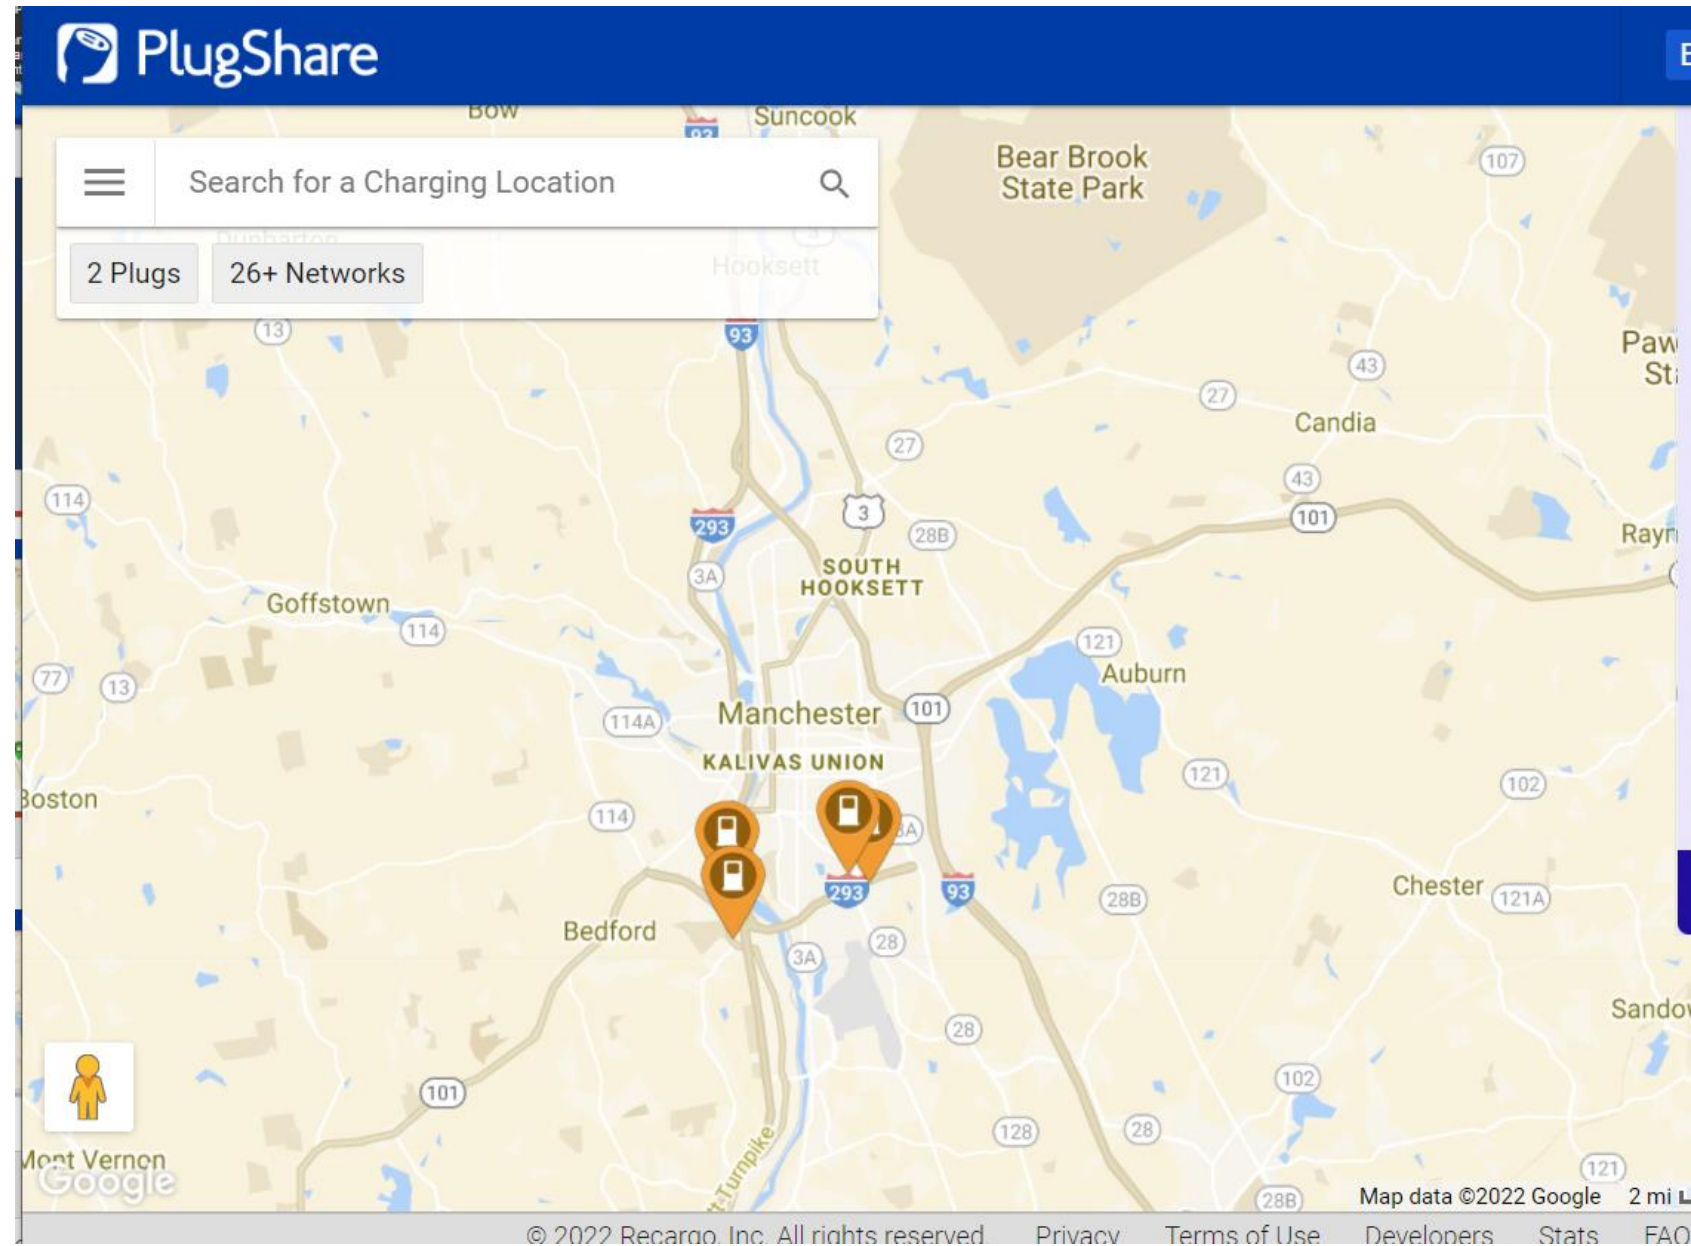 PlugShare
Bow
Suncook
93
Search for a Charging Location
Bear Brook
State Park
107
Dunbarton
3
Hooksett
2 Plugs
26+ Networks
13
93
43
27
Candia
27
43
114
3
101
293
28B
SOUTH
HOOKSETT
3A
Goffstown
114
121
Auburn
77
13
Manchester
101
114A
KALIVAS UNION
121
102
Boston
114
293
93
Chester
121A
28B
Bedford
28
3A
28
102
101
128
28
Mont Vernon
Turnpike
121
Google
28B
Map data ©2022 Google
2 mi
© 2022 Recargo, Inc. All rights reserved.
Privacy
Terms of Use
Developers
Stats
FAQ